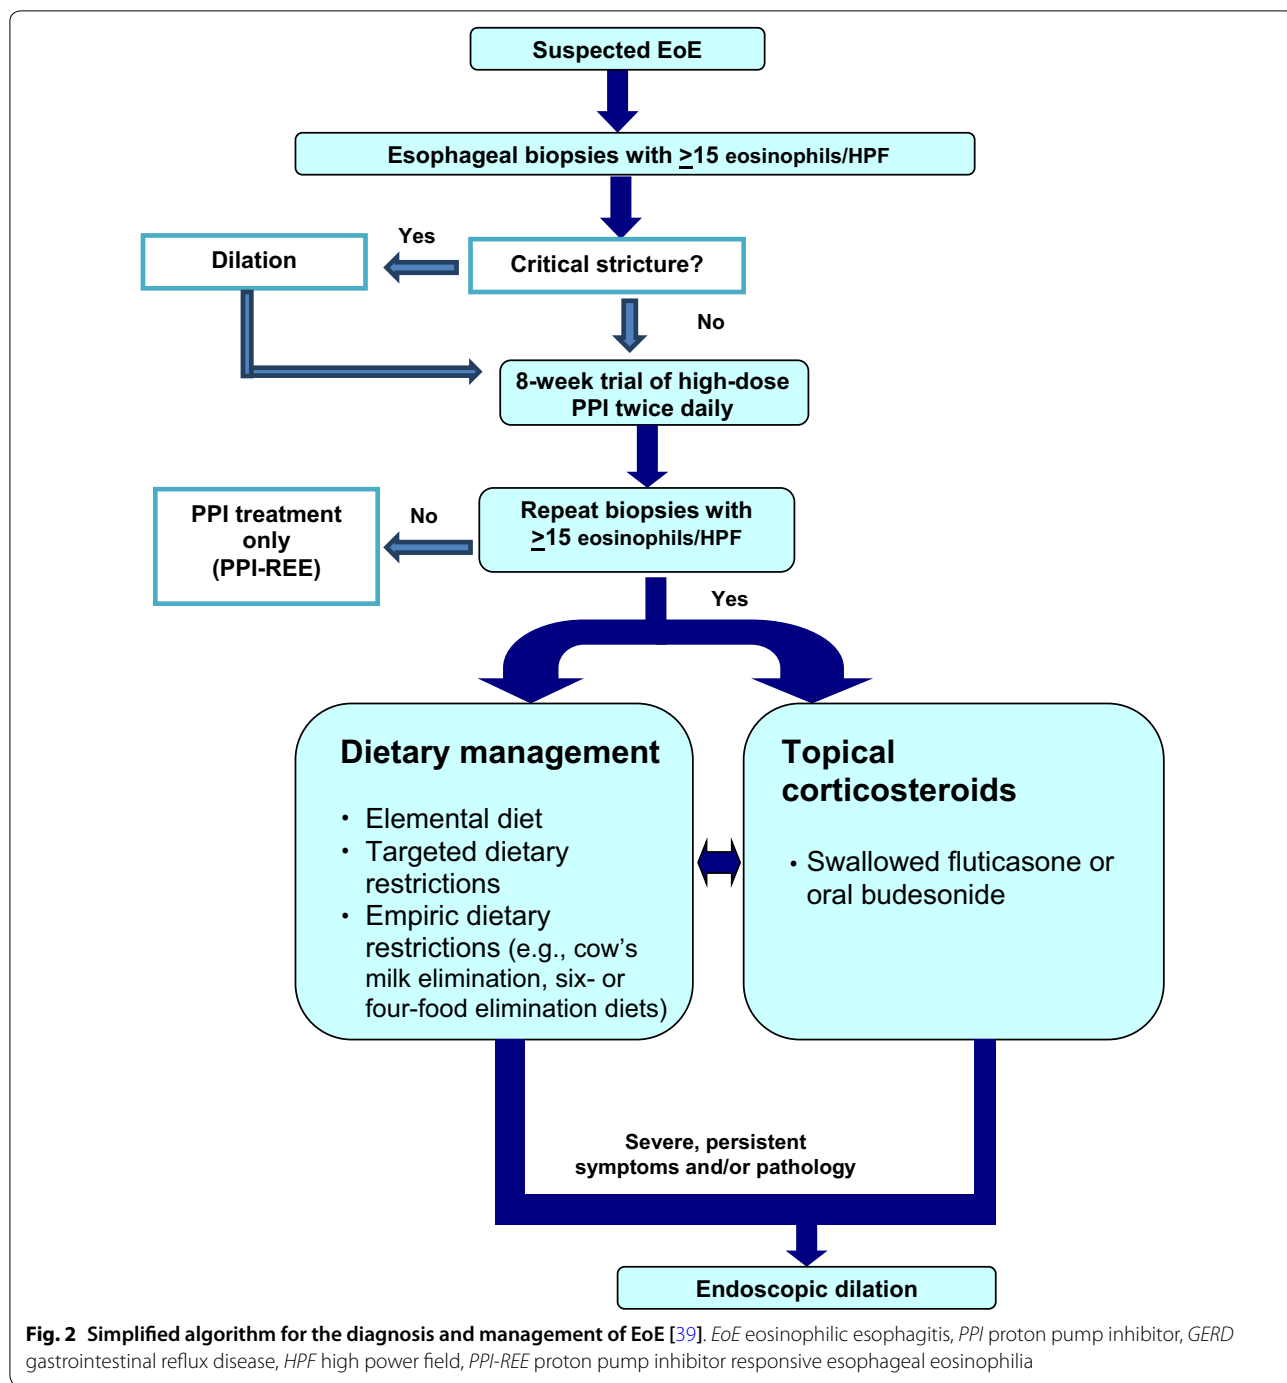 Suspected EoE
Esophageal biopsies with ≥15 eosinophils/HPF
Yes
Dilation
Critical stricture?
No
8-week trial of high-dose
PPI twice daily
PPI treatment
only
(PPI-REE)
No
Repeat biopsies with
≥15 eosinophils/HPF
Yes
Dietary management
• Elemental diet
• Targeted dietary
restrictions
• Empiric dietary
restrictions (e.g., cow's
milk elimination, six- or
four-food elimination diets)
Topical
corticosteroids
• Swallowed fluticasone or
oral budesonide
Severe, persistent
symptoms and/or pathology
Endoscopic dilation
Fig. 2 Simplified algorithm for the diagnosis and management of EoE [39]. EoE eosinophilic esophagitis, PPI proton pump inhibitor, GERD
gastrointestinal reflux disease, HPF high power field, PPI-REE proton pump inhibitor responsive esophageal eosinophilia